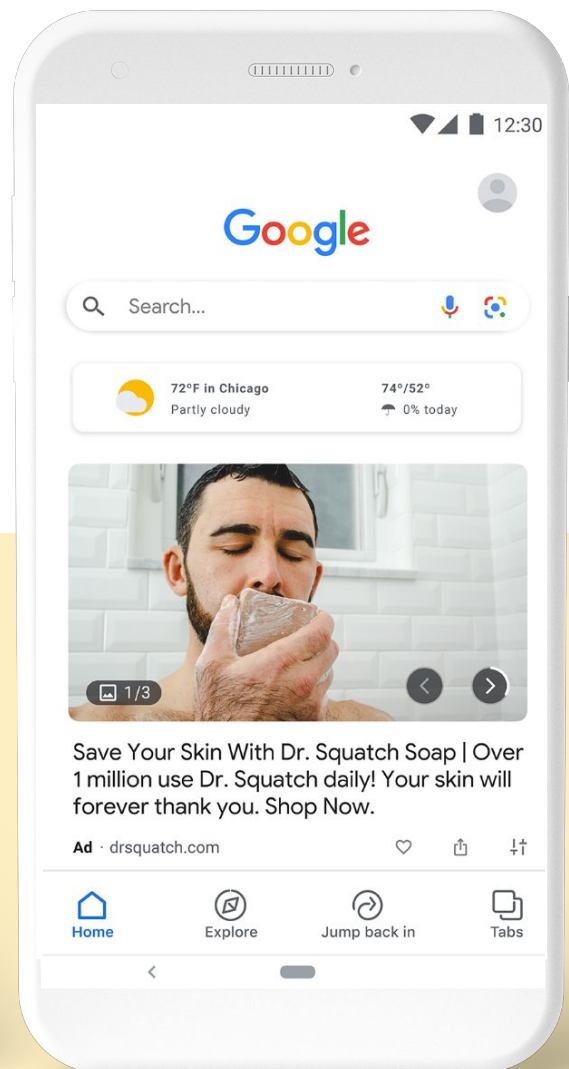 12:30
Google
Search...
72°F in Chicago
Partly cloudy
74°/52°
0% today
1/3
Save Your Skin With Dr. Squatch Soap | Over
1 million use Dr. Squatch daily! Your skin will
forever thank you. Shop Now.
Ad · drsquatch.com
Home Explore Jump back in Tabs